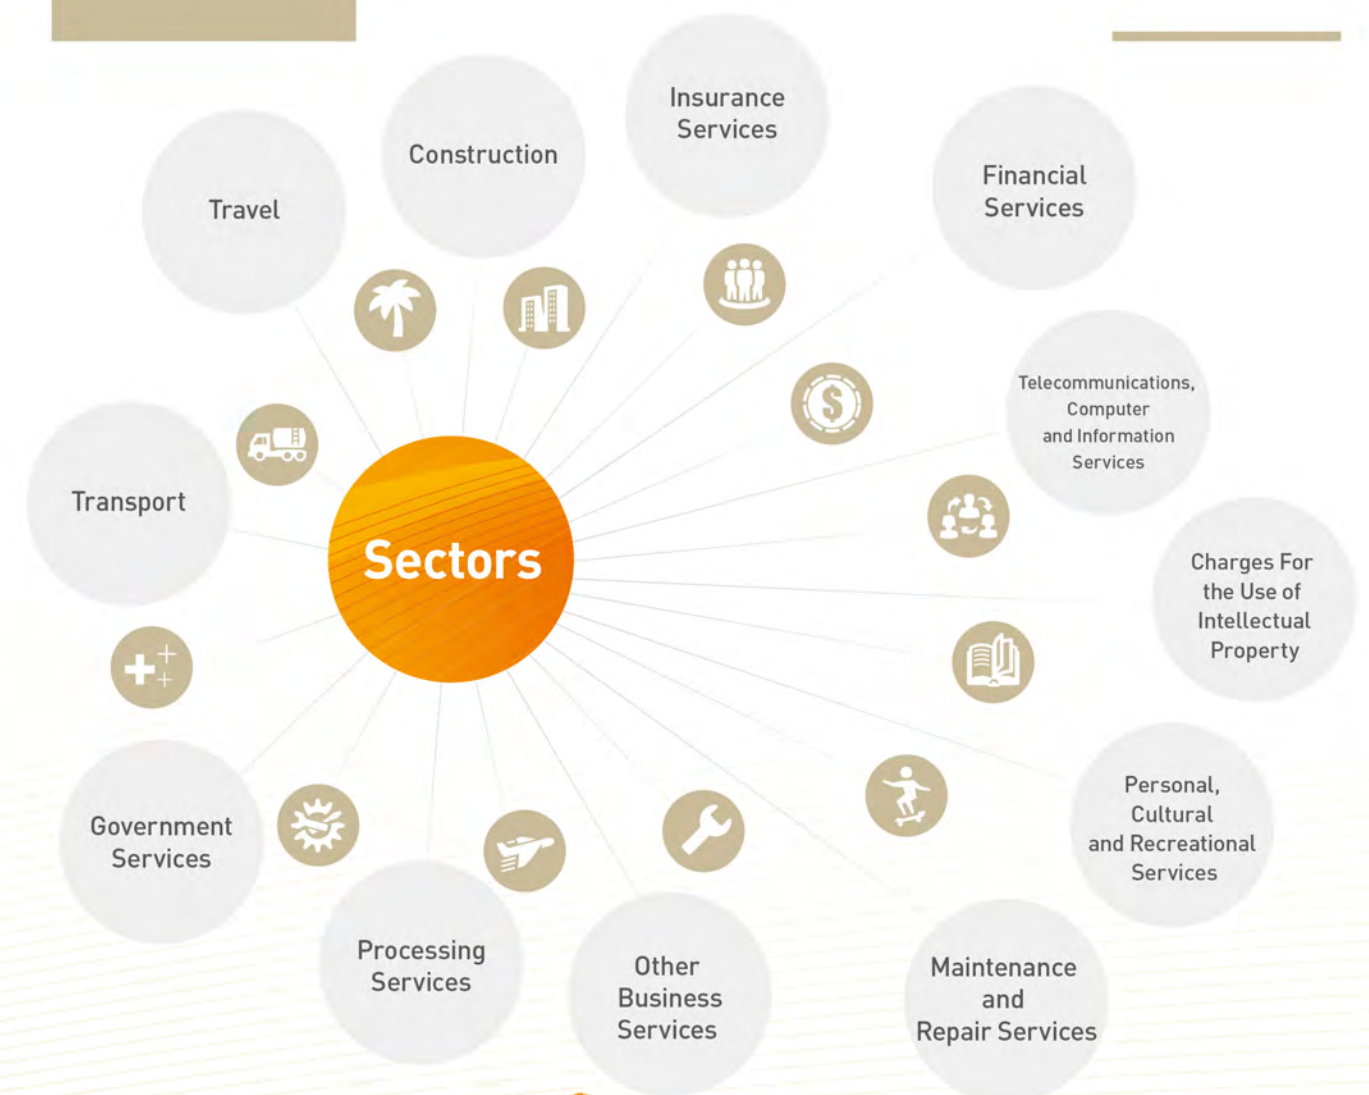 Insurance
Services
Construction
Financial
Services
Travel
Telecommunications,
Computer
and Information
Services
Transport
Sectors
Charges For
the Use of
Intellectual
Property
Personal,
Cultural
and Recreational
Services
Government
Services
Processing
Services
Other
Business
Services
Maintenance
and
Repair Services